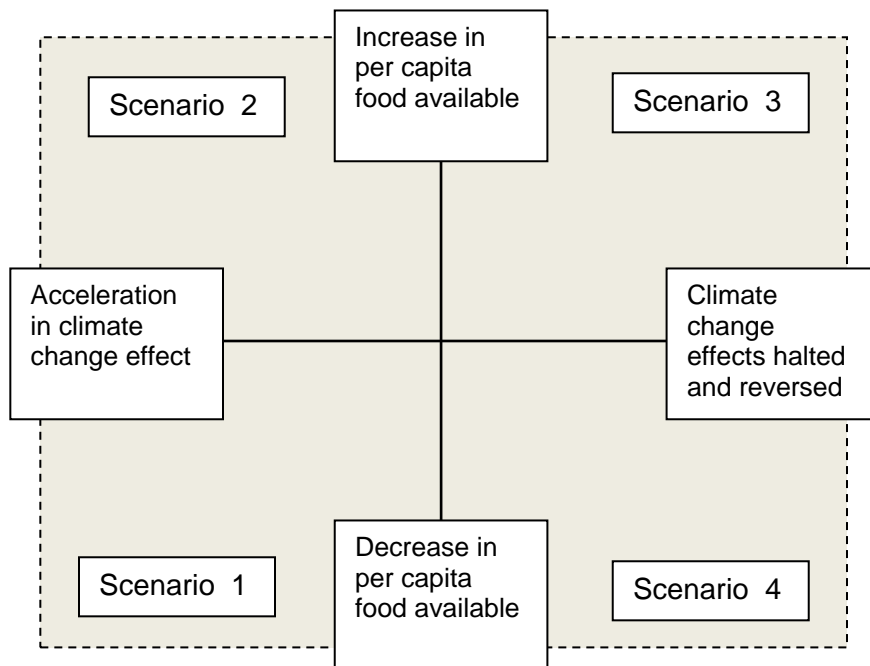 Increase in
per capita
food available
Scenario 2
Scenario 3
Acceleration
in climate
change effect
Climate
change
effects halted
and reversed
Scenario 1
Decrease in
per capita
food available
Scenario 4